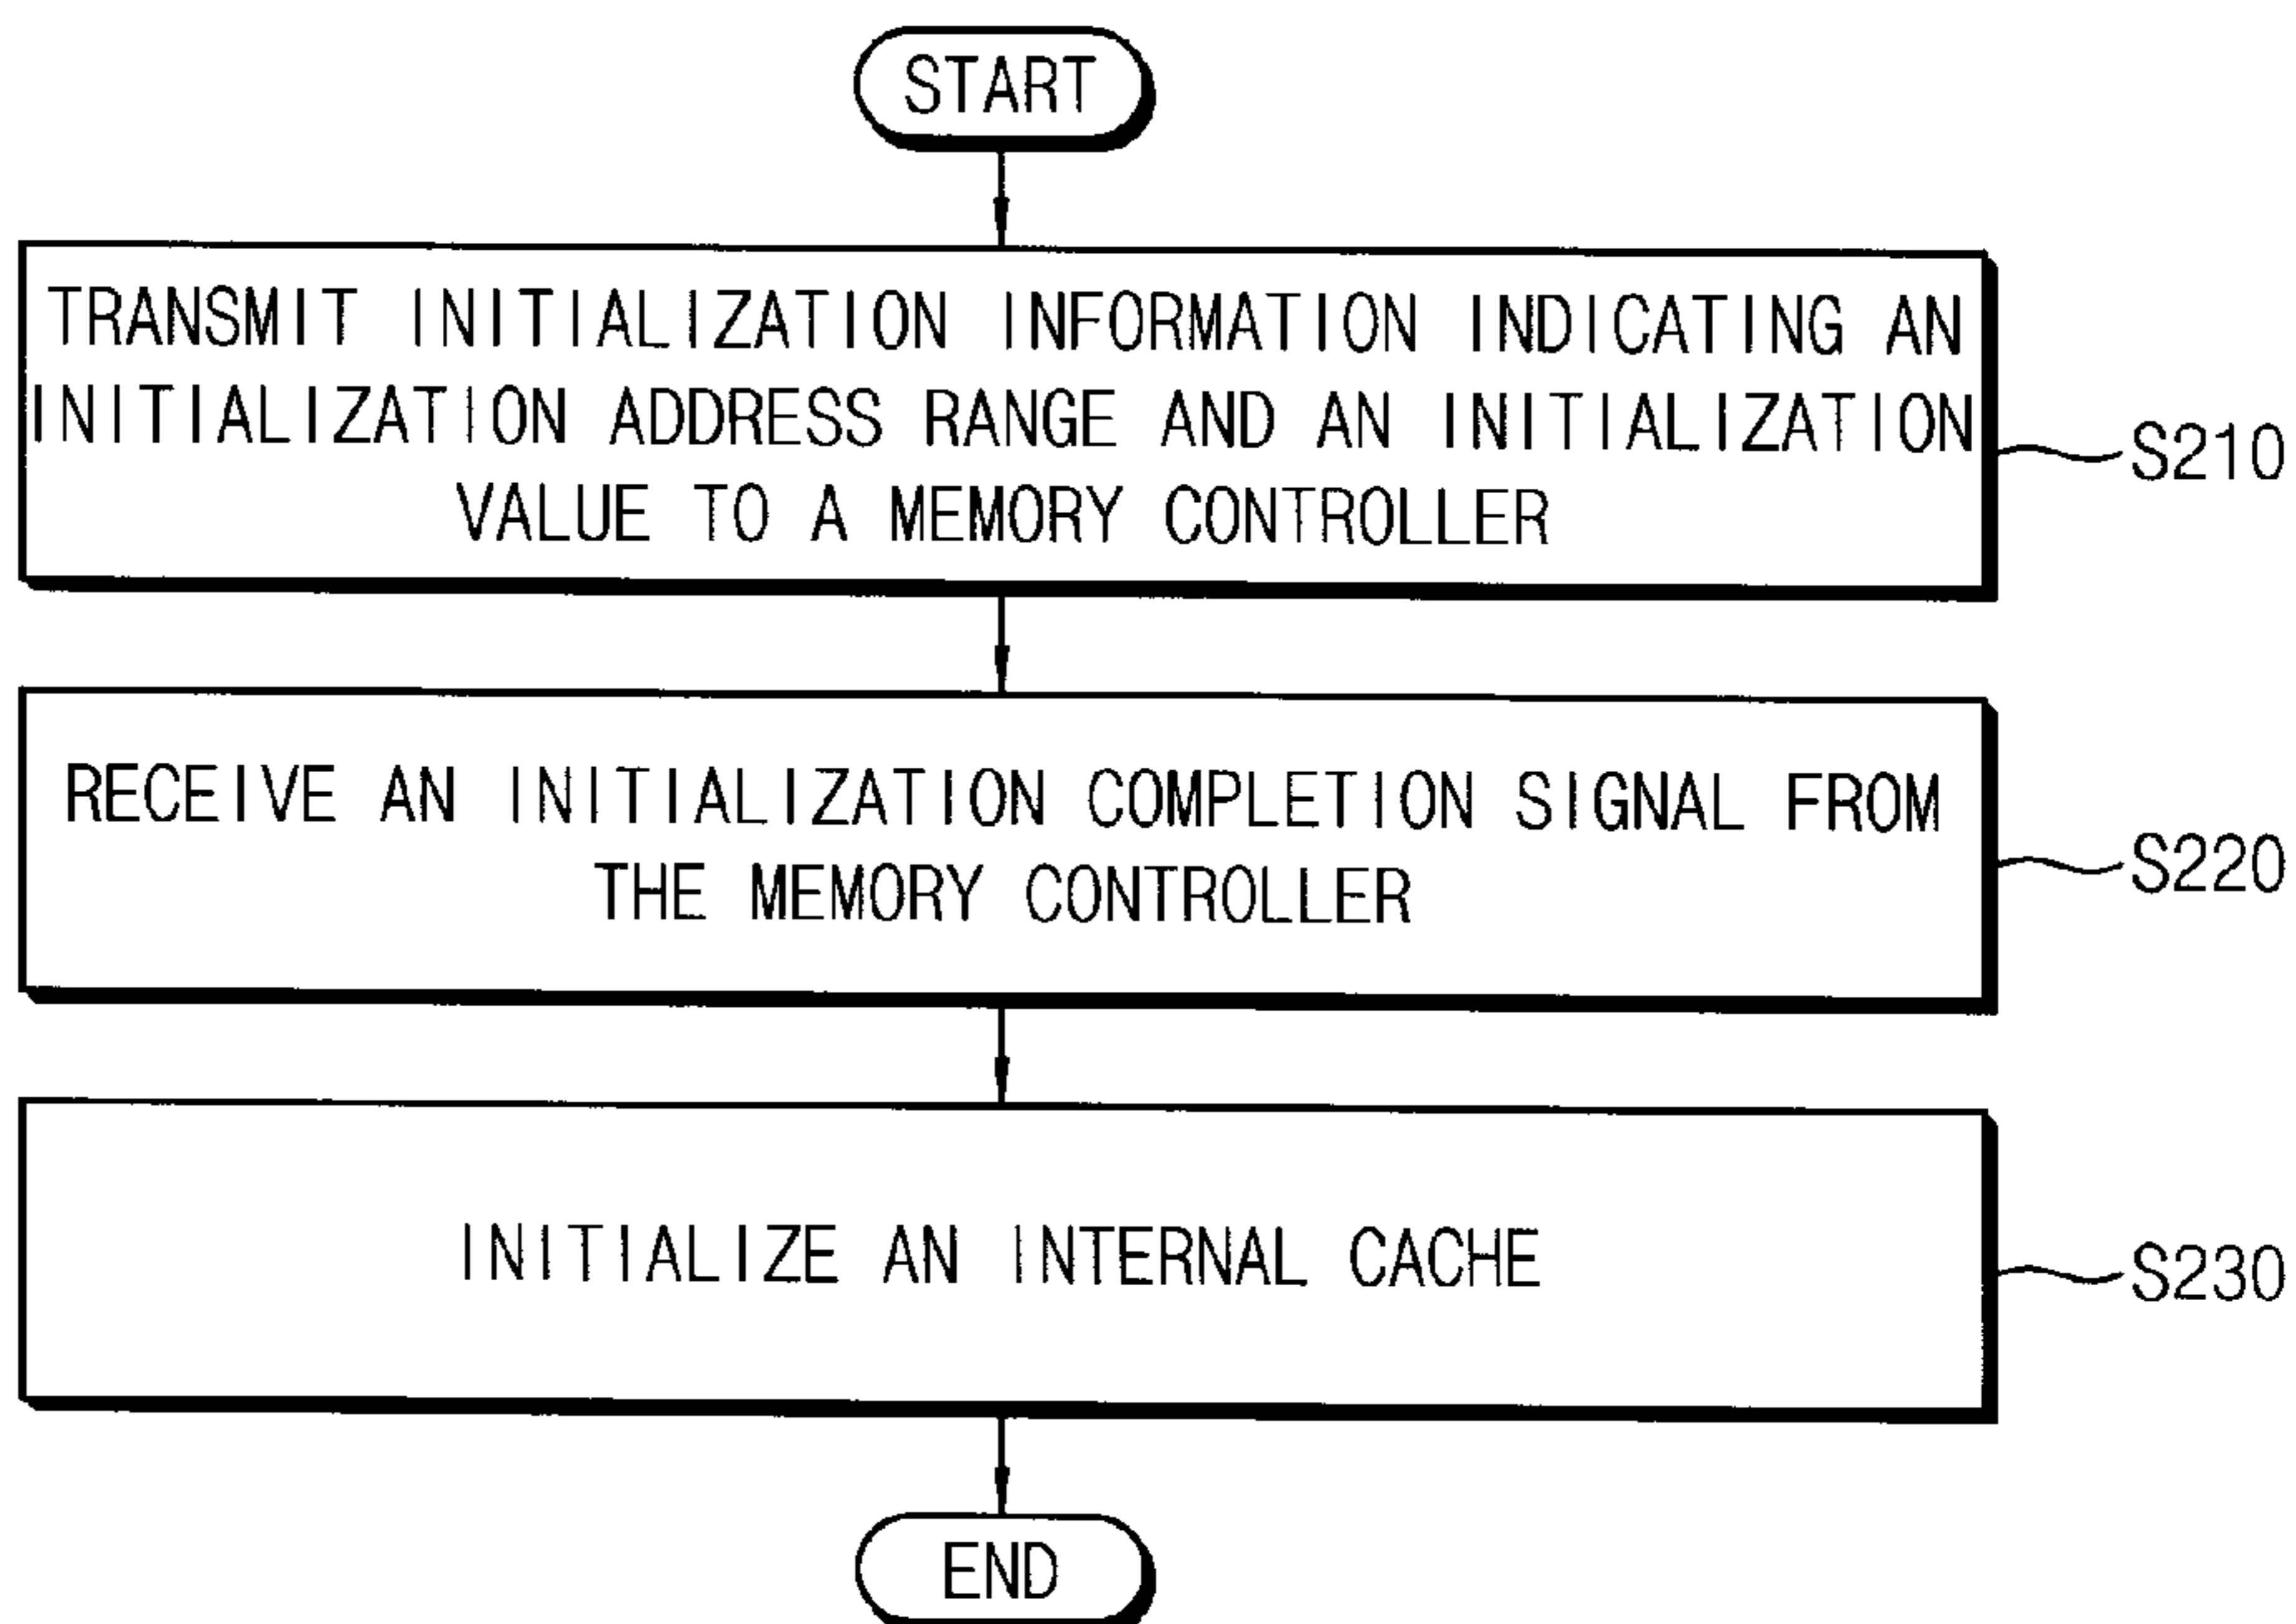 START
TRANSMIT INITIALIZATION INFORMATION INDICATING AN
INITIALIZATION ADDRESS RANGE AND AN INITIALIZATION
VALUE TO A MEMORY CONTROLLER
S210
RECEIVE AN INITIALIZATION COMPLETION SIGNAL FROM
THE MEMORY CONTROLLER
S220
INITIALIZE AN INTERNAL CACHE
S230
END